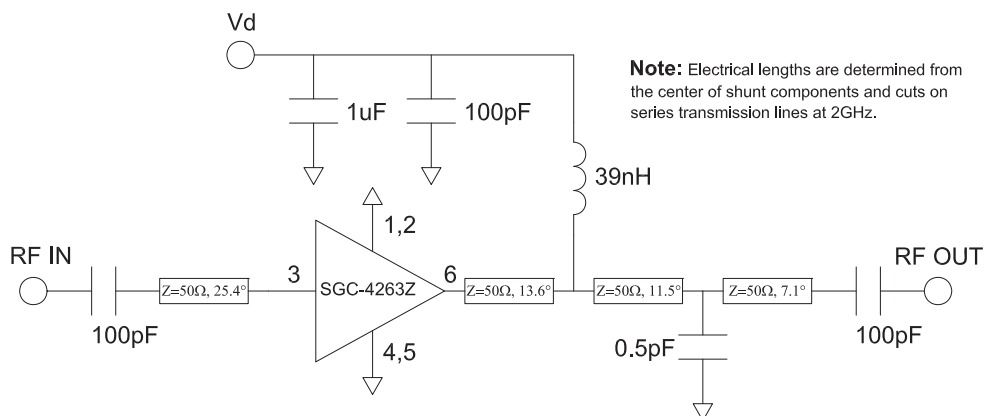 Vd
Note: Electrical lengths are determined from
the center of shunt components and cuts on
series transmission lines at 2GHz.
1uF
100pF
39nH
1,2
RF IN
3
SGC-4263Z
6
RF OUT
Z=50Ω, 25.4°
Z=50Ω, 13.6°
Z=50Ω, 11.5°
Z=50Ω, 7.1°
100pF
4,5
0.5pF
100pF